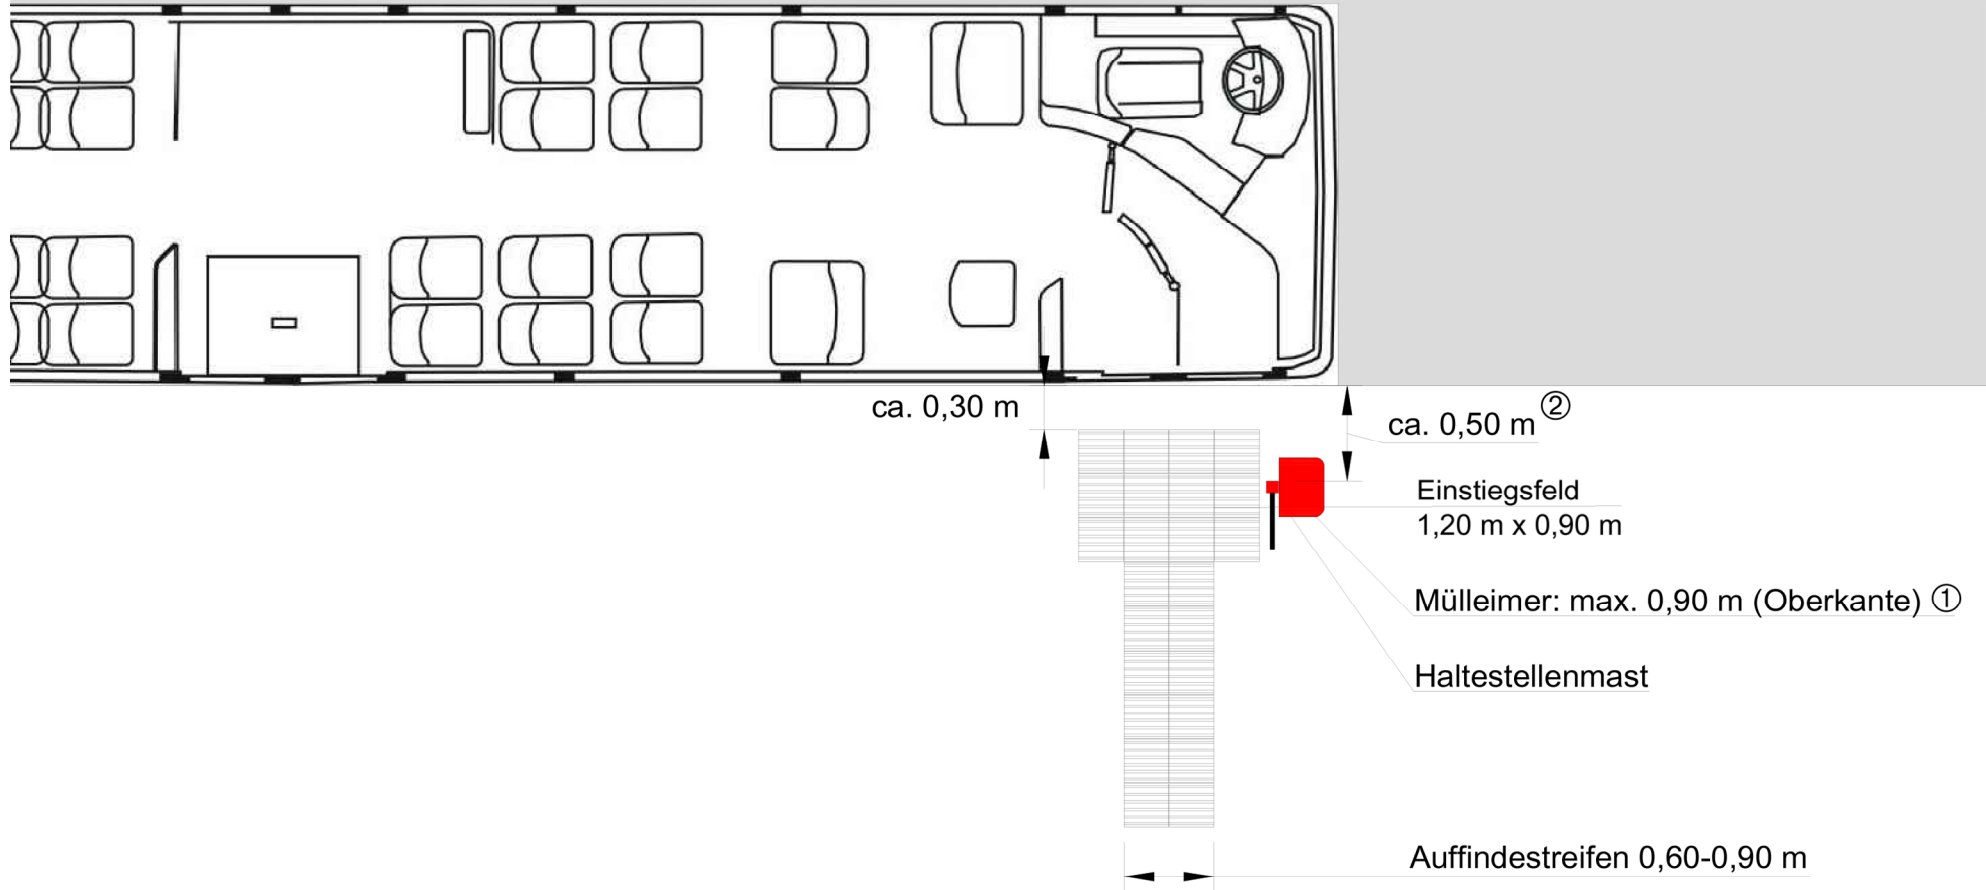 ca. 0,30 m
ca. 0,50 m ②
Einstiegsfeld
1,20 m x 0,90 m
Mülleimer: max. 0,90 m (Oberkante) ①
Haltestellenmast
Auffindestreifen 0,60-0,90 m